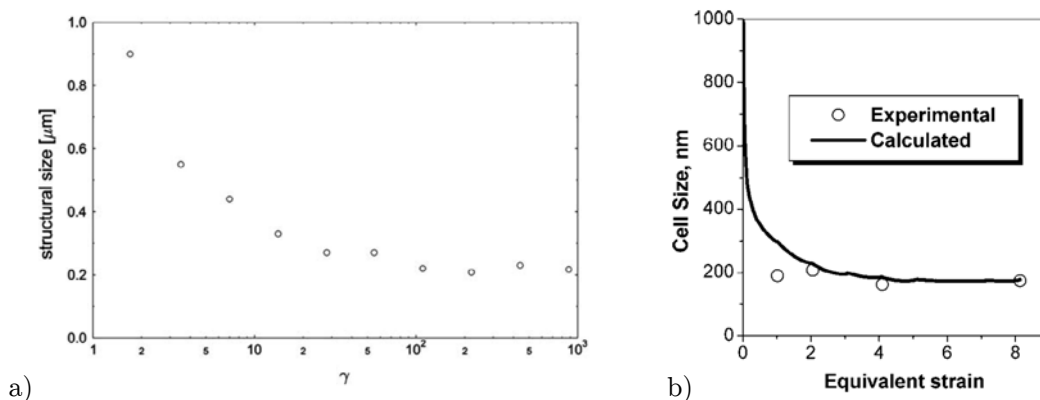 1.0
0.8
0.6
0.4
0.2
0.0
structural size [μm]
1 2 5 10 2 5 10² 2 5 10³
γ
a)
1000
800
600
400
200
0
Cell Size, nm
Experimental
Calculated
0 2 4 6 8
Equivalent strain
b)